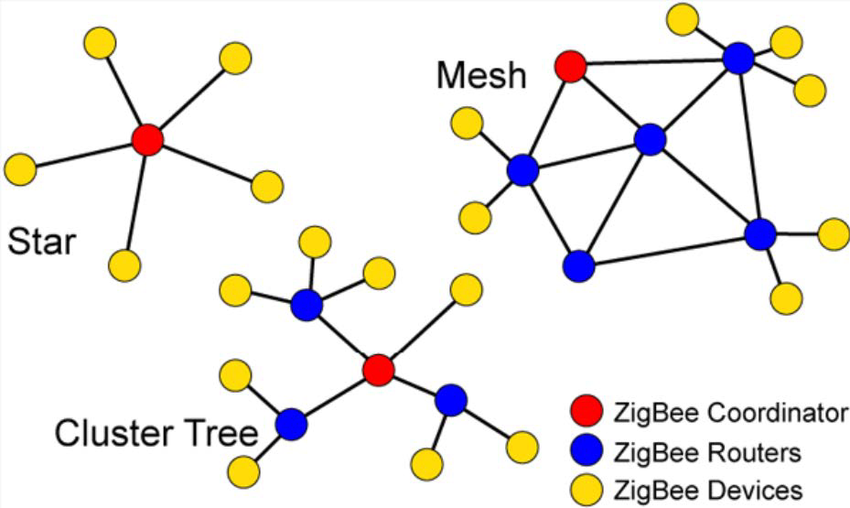 Mesh
Star
Cluster Tree
ZigBee Coordinator
ZigBee Routers
ZigBee Devices